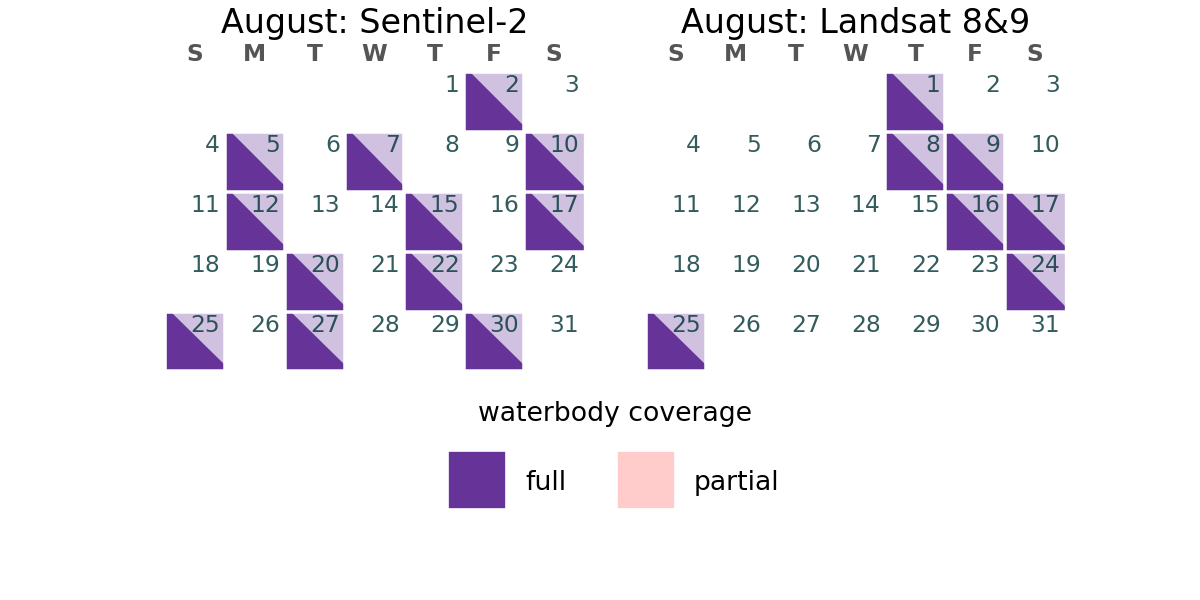 August: Sentinel-2
S M T W T F S
1 2 3
4 5 6 7 8 9 10
11 12 13 14 15 16 17
18 19 20 21 22 23 24
25 26 27 28 29 30 31
August: Landsat 8&9
S M T W T F S
1 2 3
4 5 6 7 8 9 10
11 12 13 14 15 16 17
18 19 20 21 22 23 24
25 26 27 28 29 30 31
waterbody coverage
full partial